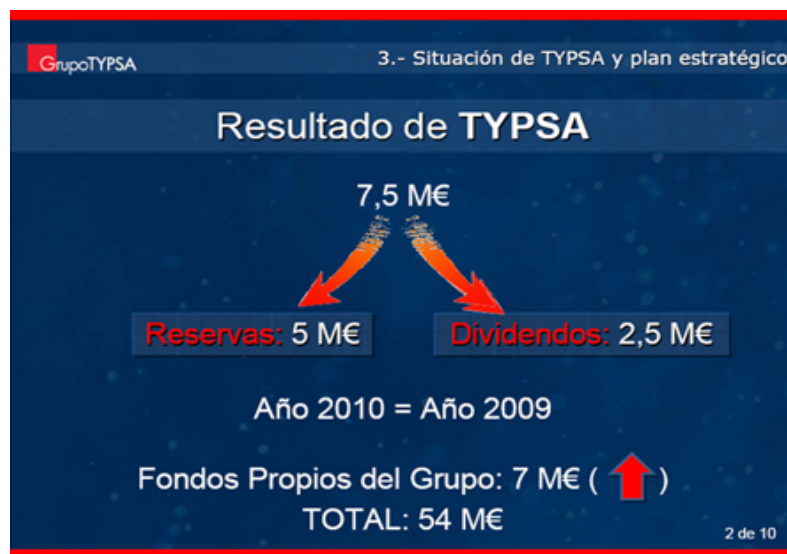 GrupoTYPSA
3.- Situación de TYPSA y plan estratégico
Resultado de TYPSA
7,5 M€
Reservas: 5 M€
Dividendos: 2,5 M€
Año 2010 = Año 2009
Fondos Propios del Grupo: 7 M€ ( )
TOTAL: 54 M€
2 de 10